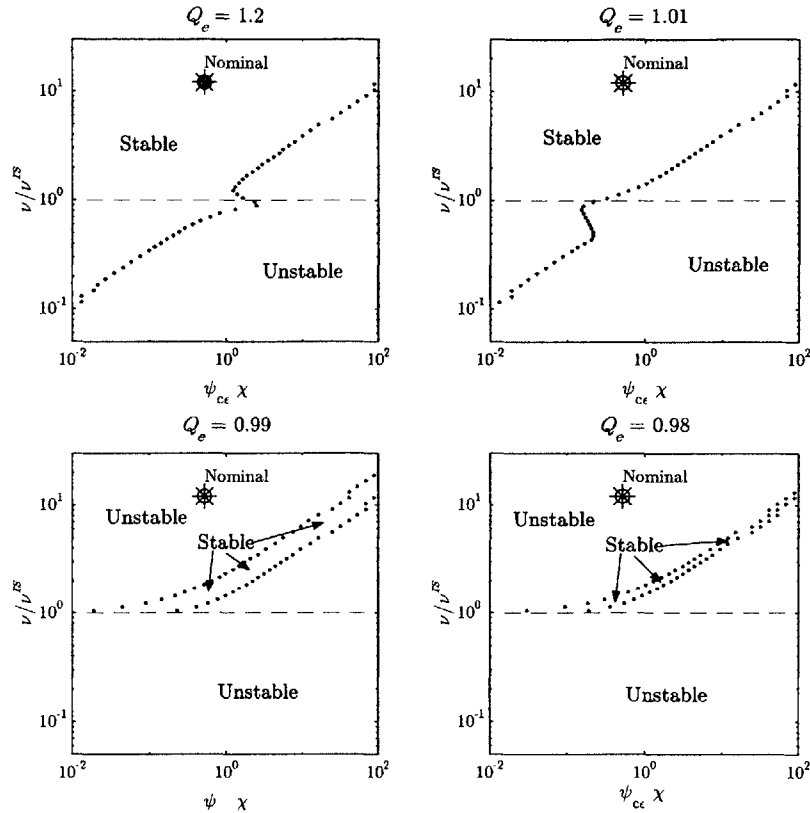 Q_e = 1.2
ν/ν^rs
10^1
10^0
10^-1
Nominal
Stable
Unstable
10^-2
10^0
10^2
ψ_cϵ χ
Q_e = 1.01
ν/ν^rs
10^1
10^0
10^-1
Nominal
Stable
Unstable
10^-2
10^0
10^2
ψ_cϵ χ
Q_e = 0.99
ν/ν^rs
10^1
10^0
10^-1
Nominal
Unstable
Stable
Unstable
10^-2
10^0
10^2
ψ χ
Q_e = 0.98
ν/ν^rs
10^1
10^0
10^-1
Nominal
Unstable
Stable
Unstable
10^-2
10^0
10^2
ψ_cϵ χ